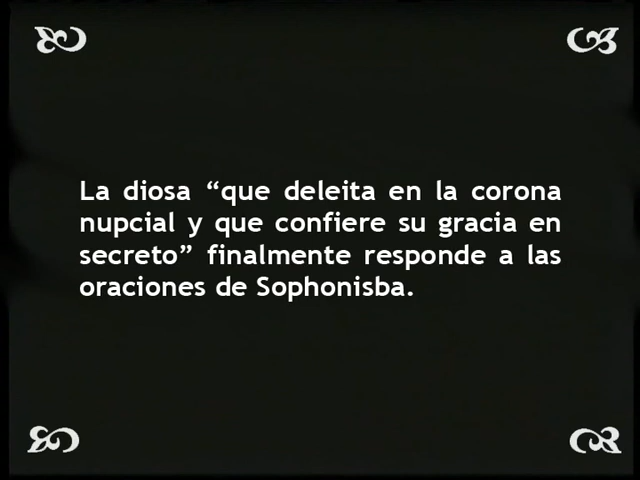 La diosa “que deleita en la corona
nupcial y que confiere su gracia en
secreto” finalmente responde a las
oraciones de Sophonisba.